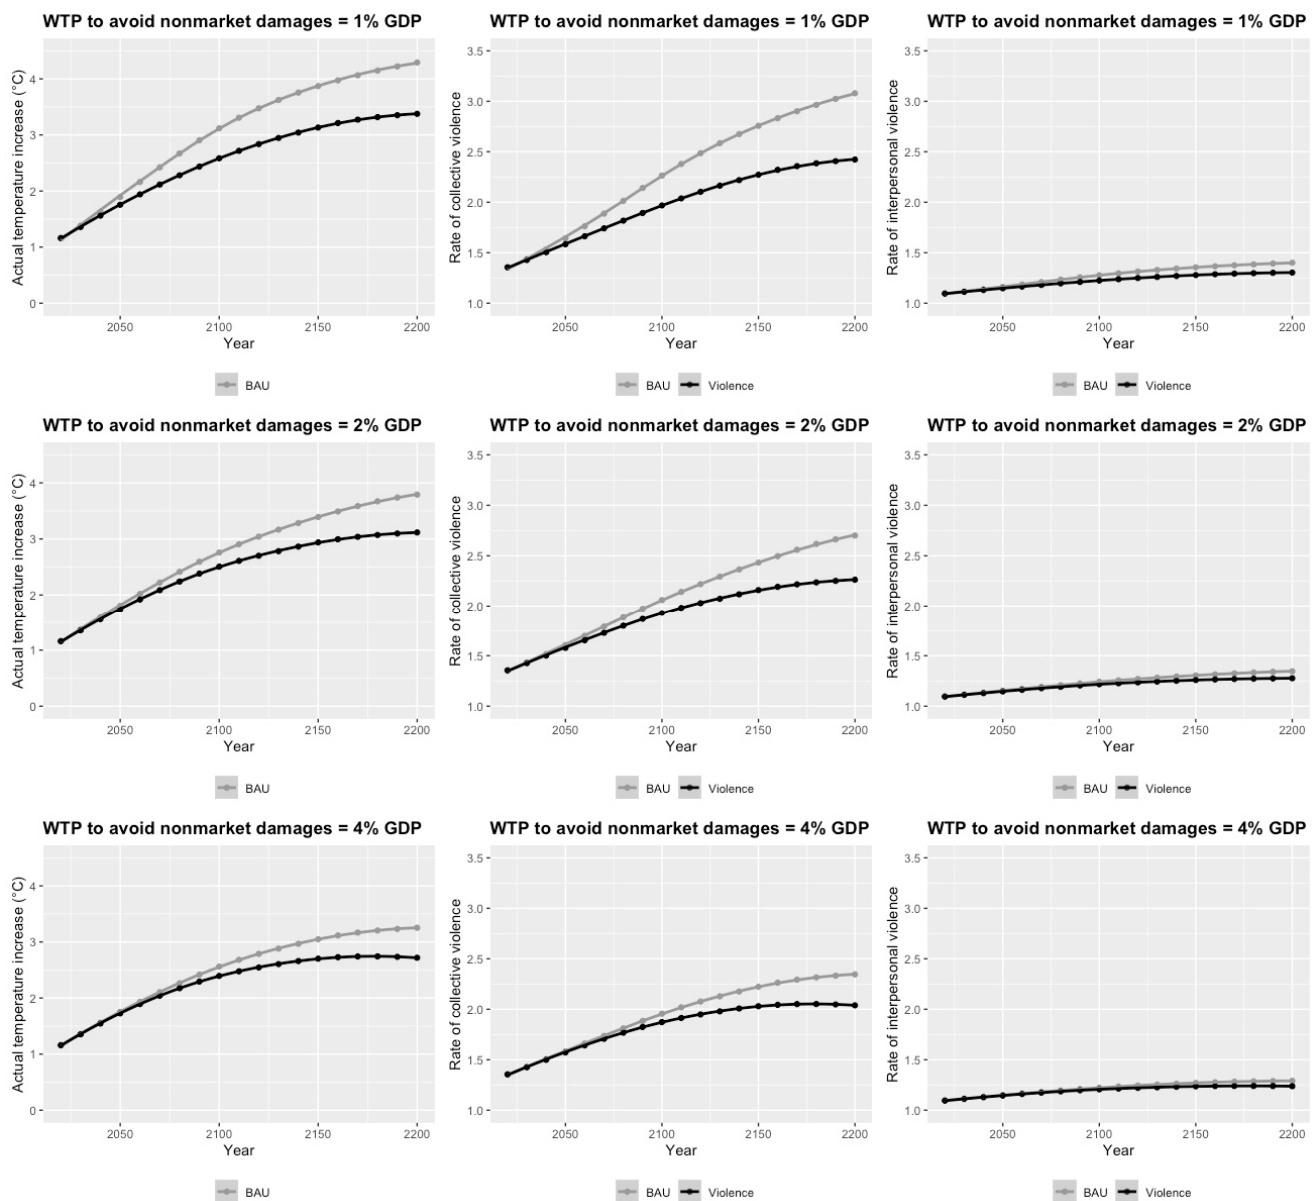 WTP to avoid nonmarket damages = 1% GDP
Actual temperature increase (°C)
4
3
2
1
0
2050 2100 2150 2200
Year
BAU
WTP to avoid nonmarket damages = 1% GDP
Rate of collective violence
3.5
3.0
2.5
2.0
1.5
1.0
2050 2100 2150 2200
Year
BAU Violence
WTP to avoid nonmarket damages = 1% GDP
Rate of interpersonal violence
3.5
3.0
2.5
2.0
1.5
1.0
2050 2100 2150 2200
Year
BAU Violence
WTP to avoid nonmarket damages = 2% GDP
Actual temperature increase (°C)
4
3
2
1
0
2050 2100 2150 2200
Year
BAU
WTP to avoid nonmarket damages = 2% GDP
Rate of collective violence
3.5
3.0
2.5
2.0
1.5
1.0
2050 2100 2150 2200
Year
BAU Violence
WTP to avoid nonmarket damages = 2% GDP
Rate of interpersonal violence
3.5
3.0
2.5
2.0
1.5
1.0
2050 2100 2150 2200
Year
BAU Violence
WTP to avoid nonmarket damages = 4% GDP
Actual temperature increase (°C)
4
3
2
1
0
2050 2100 2150 2200
Year
BAU
WTP to avoid nonmarket damages = 4% GDP
Rate of collective violence
3.5
3.0
2.5
2.0
1.5
1.0
2050 2100 2150 2200
Year
BAU Violence
WTP to avoid nonmarket damages = 4% GDP
Rate of interpersonal violence
3.5
3.0
2.5
2.0
1.5
1.0
2050 2100 2150 2200
Year
BAU Violence